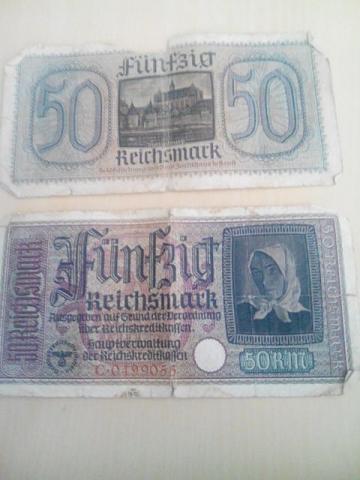 Fünfzig
50
50
Reichsmark
50 Reichsmark
Fünfzig
Reichsmark
Ausgegeben auf Grund der Verordnung
über Reichskreditkassen.
Hauptverwaltung
der Reichskreditkassen
C·0499055
50 RM